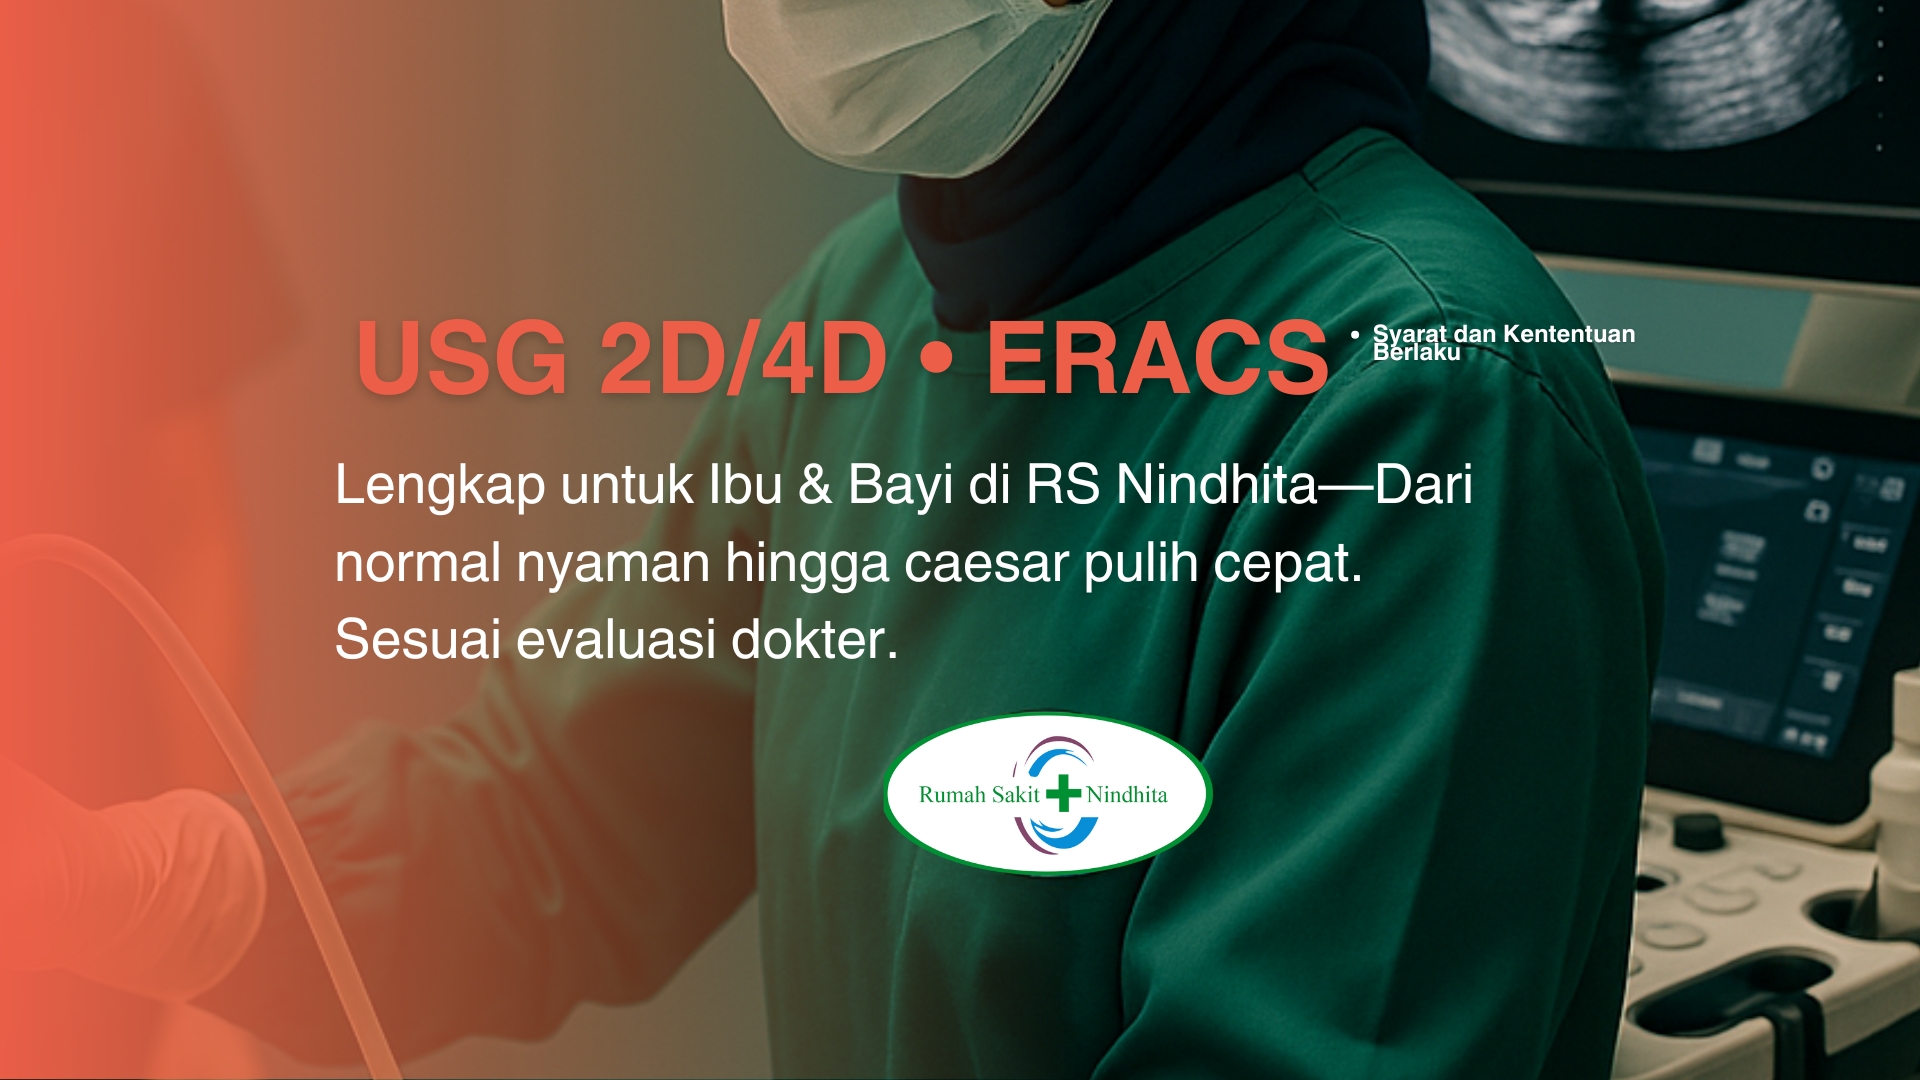 USG 2D/4D • ERACS
• Syarat dan Kententuan
Berlaku
Lengkap untuk Ibu & Bayi di RS Nindhita—Dari
normal nyaman hingga caesar pulih cepat.
Sesuai evaluasi dokter.
Rumah Sakit Nindhita